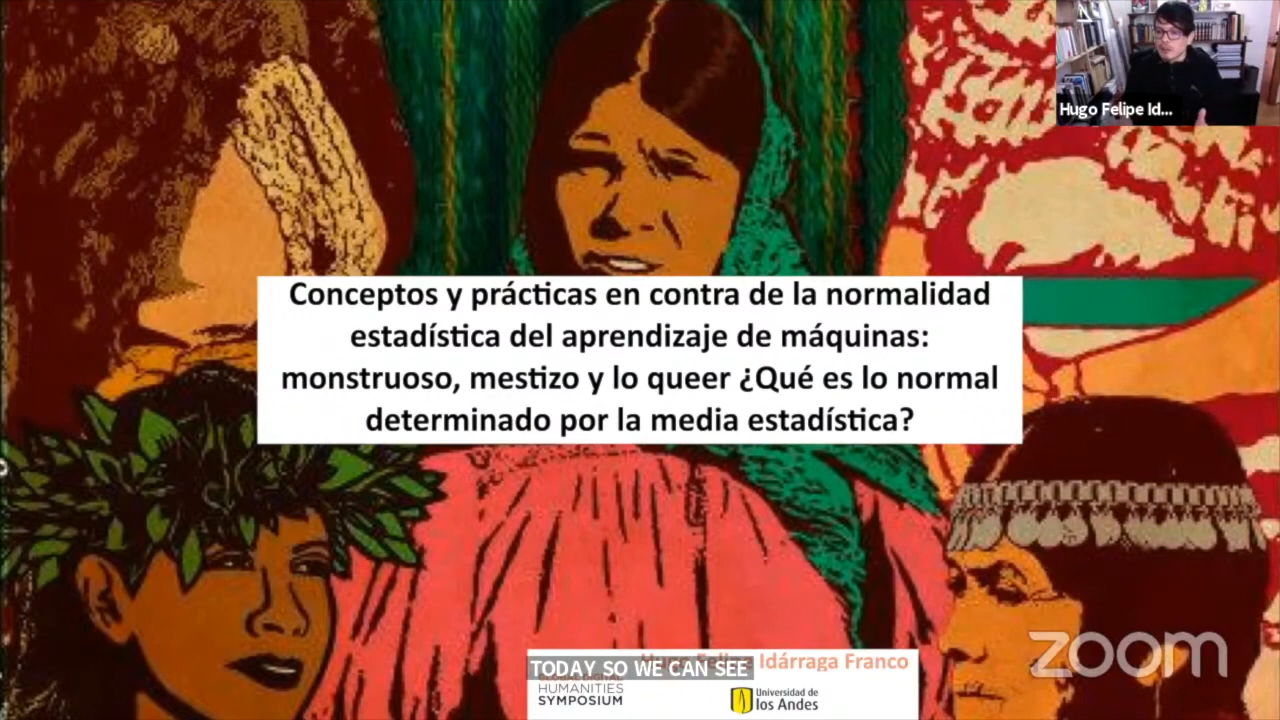 Hugo Felipe Id...
Conceptos y prácticas en contra de la normalidad
estadística del aprendizaje de máquinas:
monstruoso, mestizo y lo queer ¿Qué es lo normal
determinado por la media estadística?
Idárraga Franco
TODAY SO WE CAN SEE
HUMANITIES
SYMPOSIUM
Universidad de
los Andes
zoom